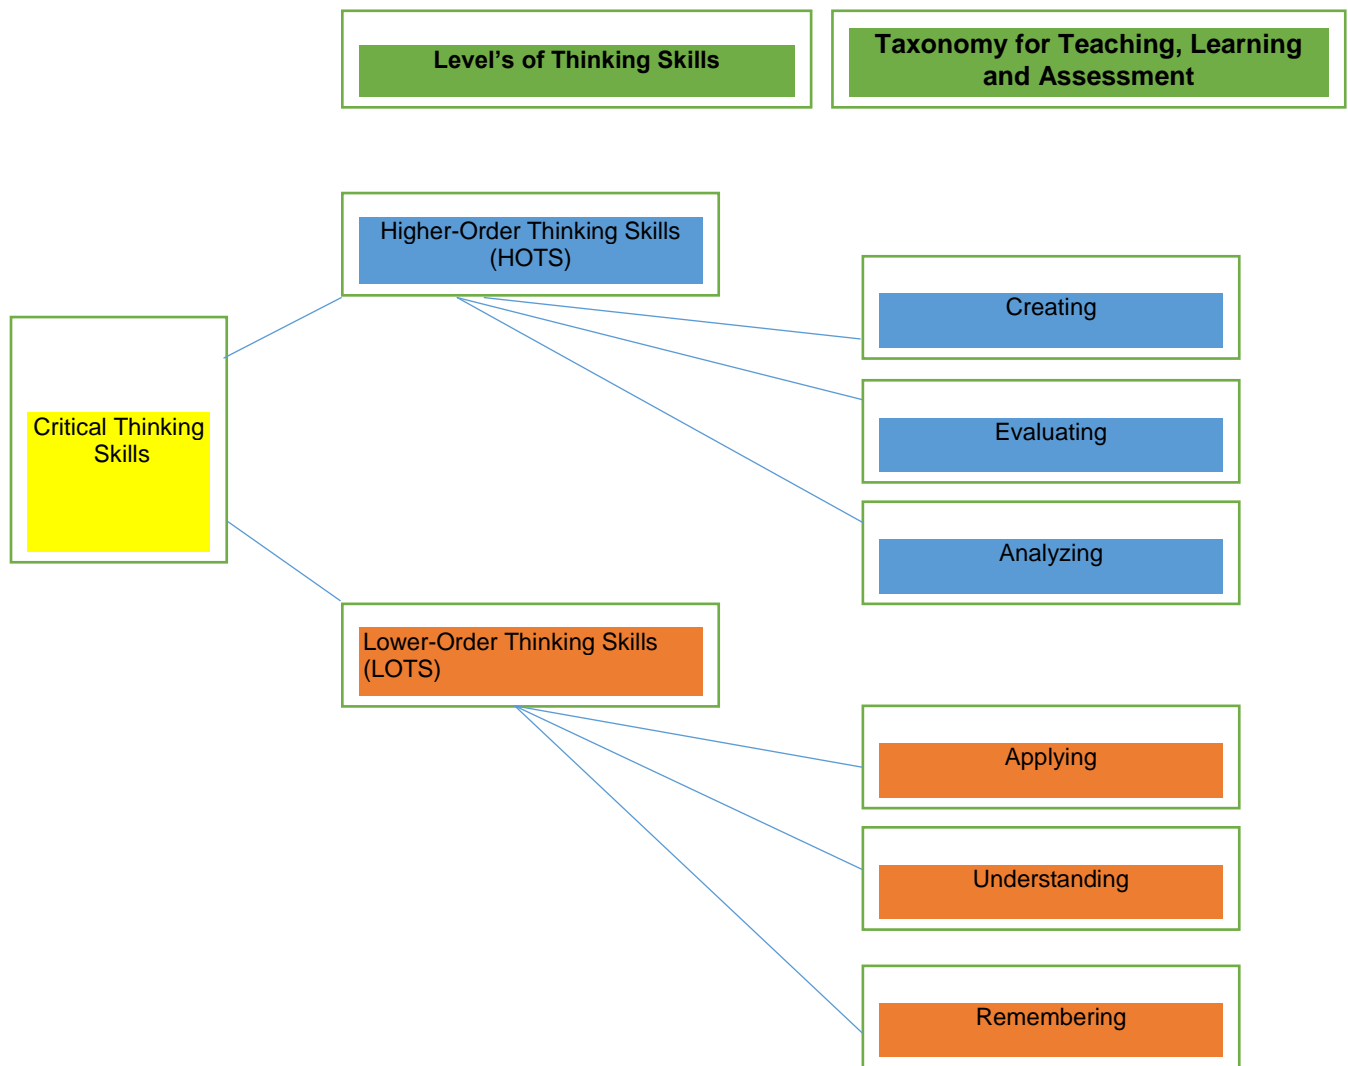 Level's of Thinking Skills
Taxonomy for Teaching, Learning
and Assessment
Higher-Order Thinking Skills
(HOTS)
Creating
Critical Thinking
Skills
Evaluating
Analyzing
Lower-Order Thinking Skills
(LOTS)
Applying
Understanding
Remembering